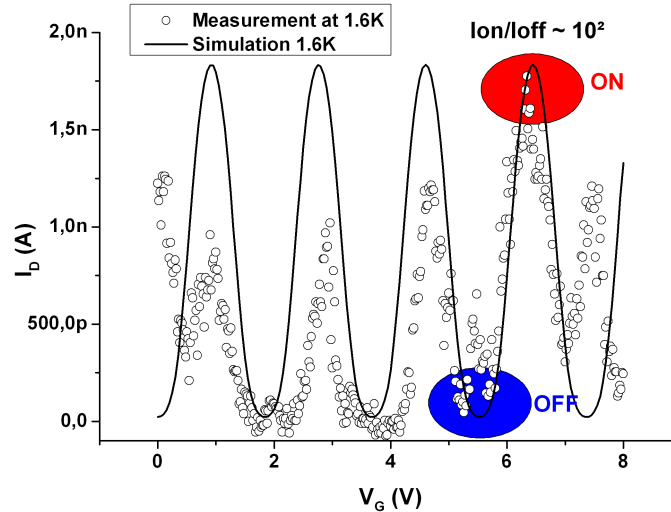 Measurement at 1.6K
Simulation 1.6K
Ion/Ioff ~ 10²
ON
OFF
2,0n
1,5n
1,0n
500,0p
0,0
I_D (A)
0 2 4 6 8
V_G (V)